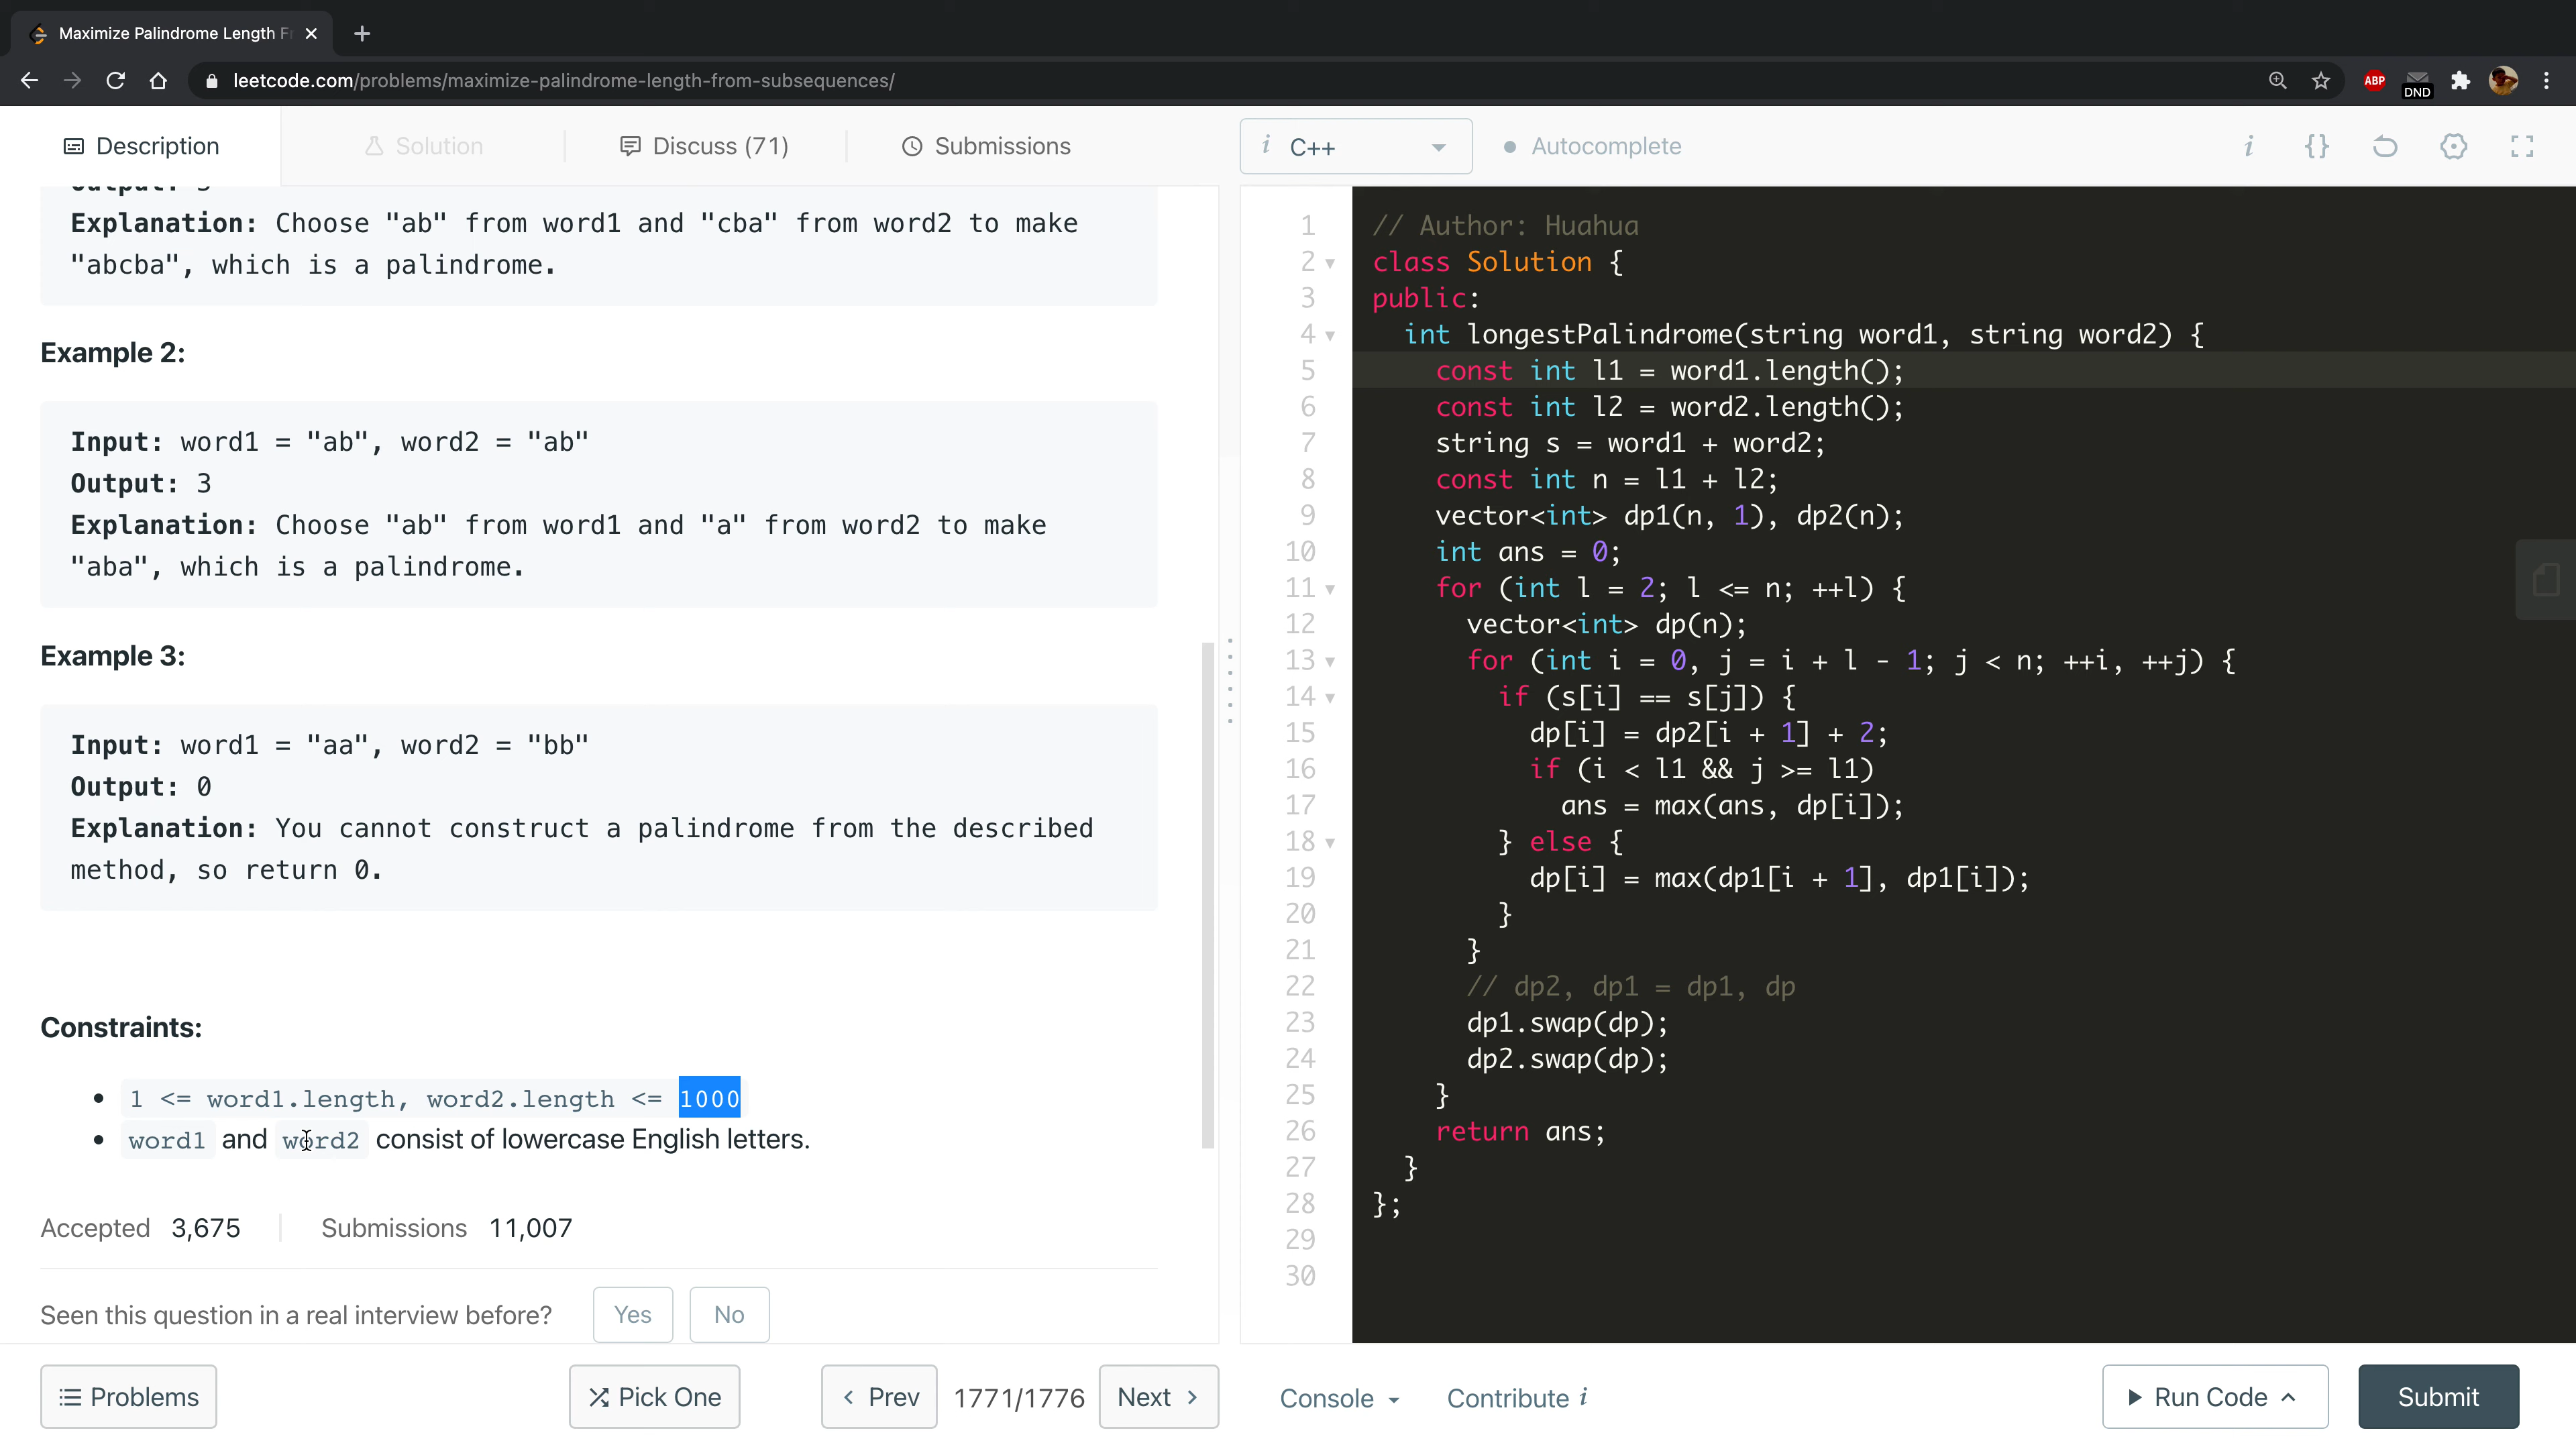 Maximize Palindrome Length Fr
leetcode.com/problems/maximize-palindrome-length-from-subsequences/
ABP
DND
Description
Solution
Discuss (71)
Submissions
i C++
Autocomplete
i {}
Explanation: Choose "ab" from word1 and "cba" from word2 to make
"abcba", which is a palindrome.
Example 2:
Input: word1 = "ab", word2 = "ab"
Output: 3
Explanation: Choose "ab" from word1 and "a" from word2 to make
"aba", which is a palindrome.
Example 3:
Input: word1 = "aa", word2 = "bb"
Output: 0
Explanation: You cannot construct a palindrome from the described
method, so return 0.
Constraints:
• 1 <= word1.length, word2.length <= 1000
• word1 and word2 consist of lowercase English letters.
Accepted 3,675 Submissions 11,007
Seen this question in a real interview before? Yes No
1 // Author: Huahua
2 class Solution {
3 public:
4 int longestPalindrome(string word1, string word2) {
5 const int l1 = word1.length();
6 const int l2 = word2.length();
7 string s = word1 + word2;
8 const int n = l1 + l2;
9 vector<int> dp1(n, 1), dp2(n);
10 int ans = 0;
11 for (int l = 2; l <= n; ++l) {
12 vector<int> dp(n);
13 for (int i = 0, j = i + l - 1; j < n; ++i, ++j) {
14 if (s[i] == s[j]) {
15 dp[i] = dp2[i + 1] + 2;
16 if (i < l1 && j >= l1)
17 ans = max(ans, dp[i]);
18 } else {
19 dp[i] = max(dp1[i + 1], dp1[i]);
20 }
21 }
22 // dp2, dp1 = dp1, dp
23 dp1.swap(dp);
24 dp2.swap(dp);
25 }
26 return ans;
27 }
28 };
29
30
Problems
Pick One
Prev
1771/1776
Next
Console
Contribute i
Run Code
Submit